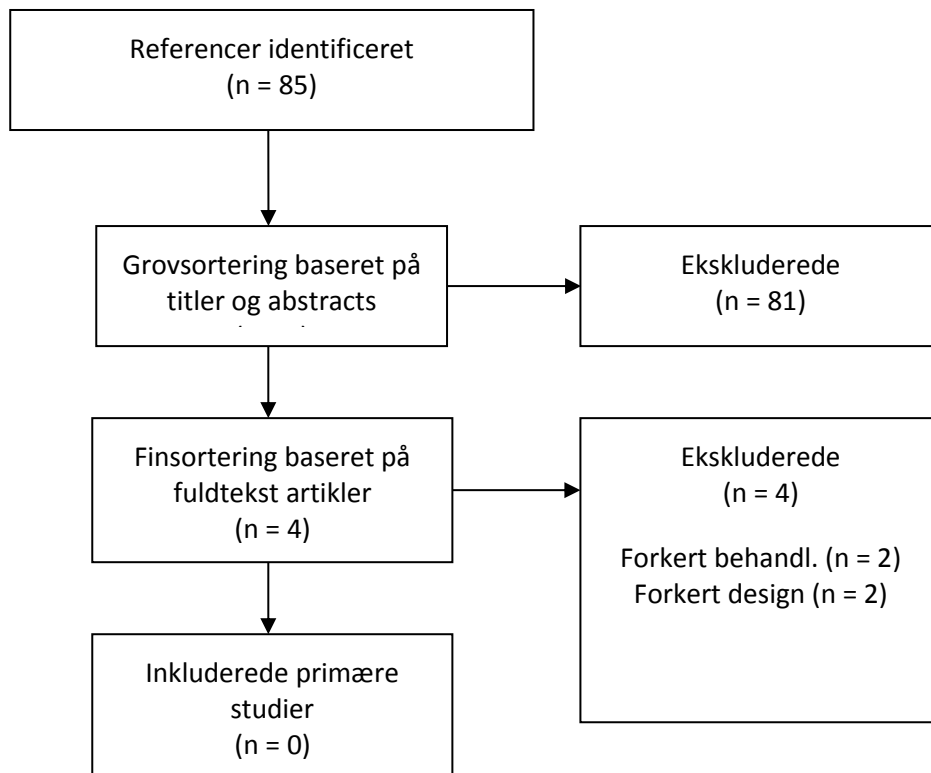 Referencer identificeret
(n = 85)
Grovsortering baseret på
titler og abstracts
Ekskluderede
(n = 81)
Finsortering baseret på
fuldtekst artikler
(n = 4)
Ekskluderede
(n = 4)
Forkert behandl. (n = 2)
Forkert design (n = 2)
Inkluderede primære
studier
(n = 0)